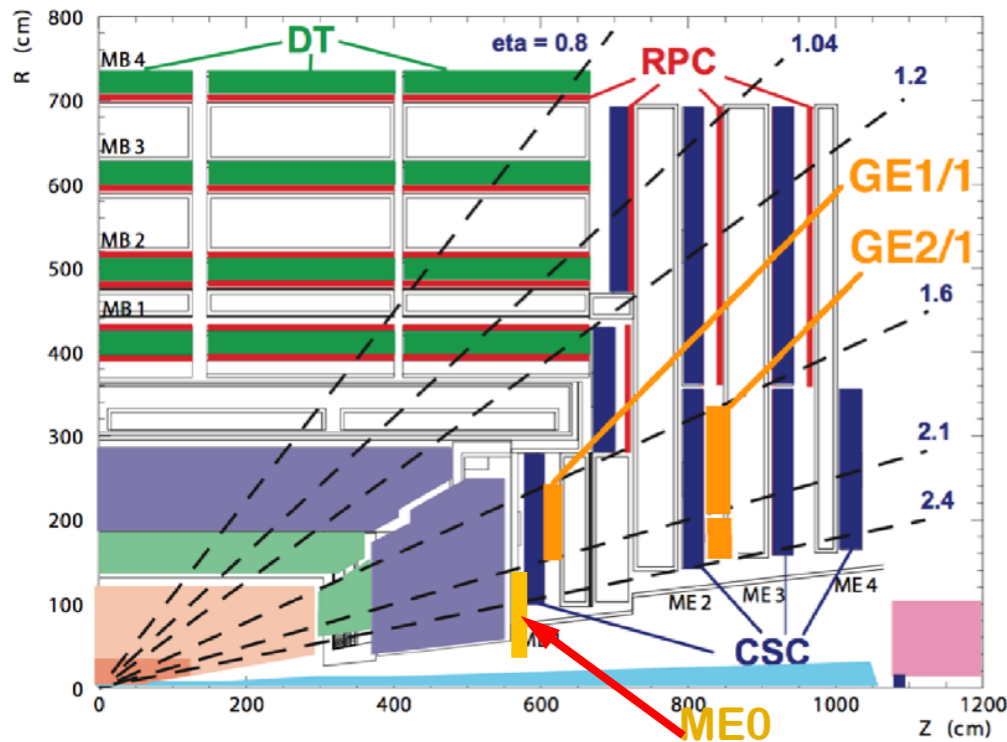 R (cm)
800
700
600
500
400
300
200
100
0
MB 4
MB 3
MB 2
MB 1
DT
eta = 0.8
1.04
1.2
RPC
GE1/1
GE2/1
1.6
2.1
2.4
ME 2
ME 3
ME 4
CSC
ME0
0
200
400
600
800
1000
1200
Z (cm)